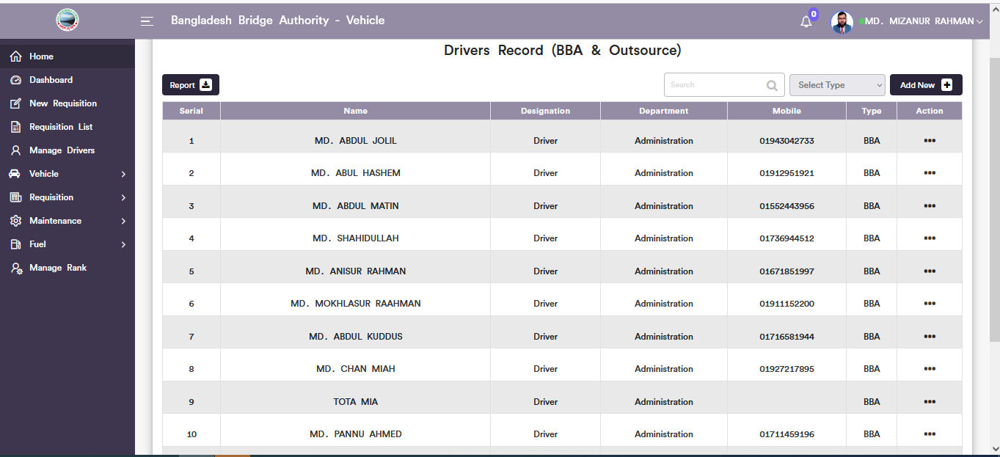 Bangladesh Bridge Authority - Vehicle
0
MD. MIZANUR RAHMAN
Home
Dashboard
New Requisition
Requisition List
Manage Drivers
Vehicle
Requisition
Maintenance
Fuel
Manage Rank
Drivers Record (BBA & Outsource)
Report
Search
Select Type
Add New
Serial Name Designation Department Mobile Type Action
1 MD. ABDUL JOLIL Driver Administration 01943042733 BBA •••
2 MD. ABUL HASHEM Driver Administration 01912951921 BBA •••
3 MD. ABDUL MATIN Driver Administration 01552443956 BBA •••
4 MD. SHAHIDULLAH Driver Administration 01736944512 BBA •••
5 MD. ANISUR RAHMAN Driver Administration 01671851997 BBA •••
6 MD. MOKHLASUR RAAHMAN Driver Administration 01911152200 BBA •••
7 MD. ABDUL KUDDUS Driver Administration 01716581944 BBA •••
8 MD. CHAN MIAH Driver Administration 01927217895 BBA •••
9 TOTA MIA Driver Administration BBA •••
10 MD. PANNU AHMED Driver Administration 01711459196 BBA •••